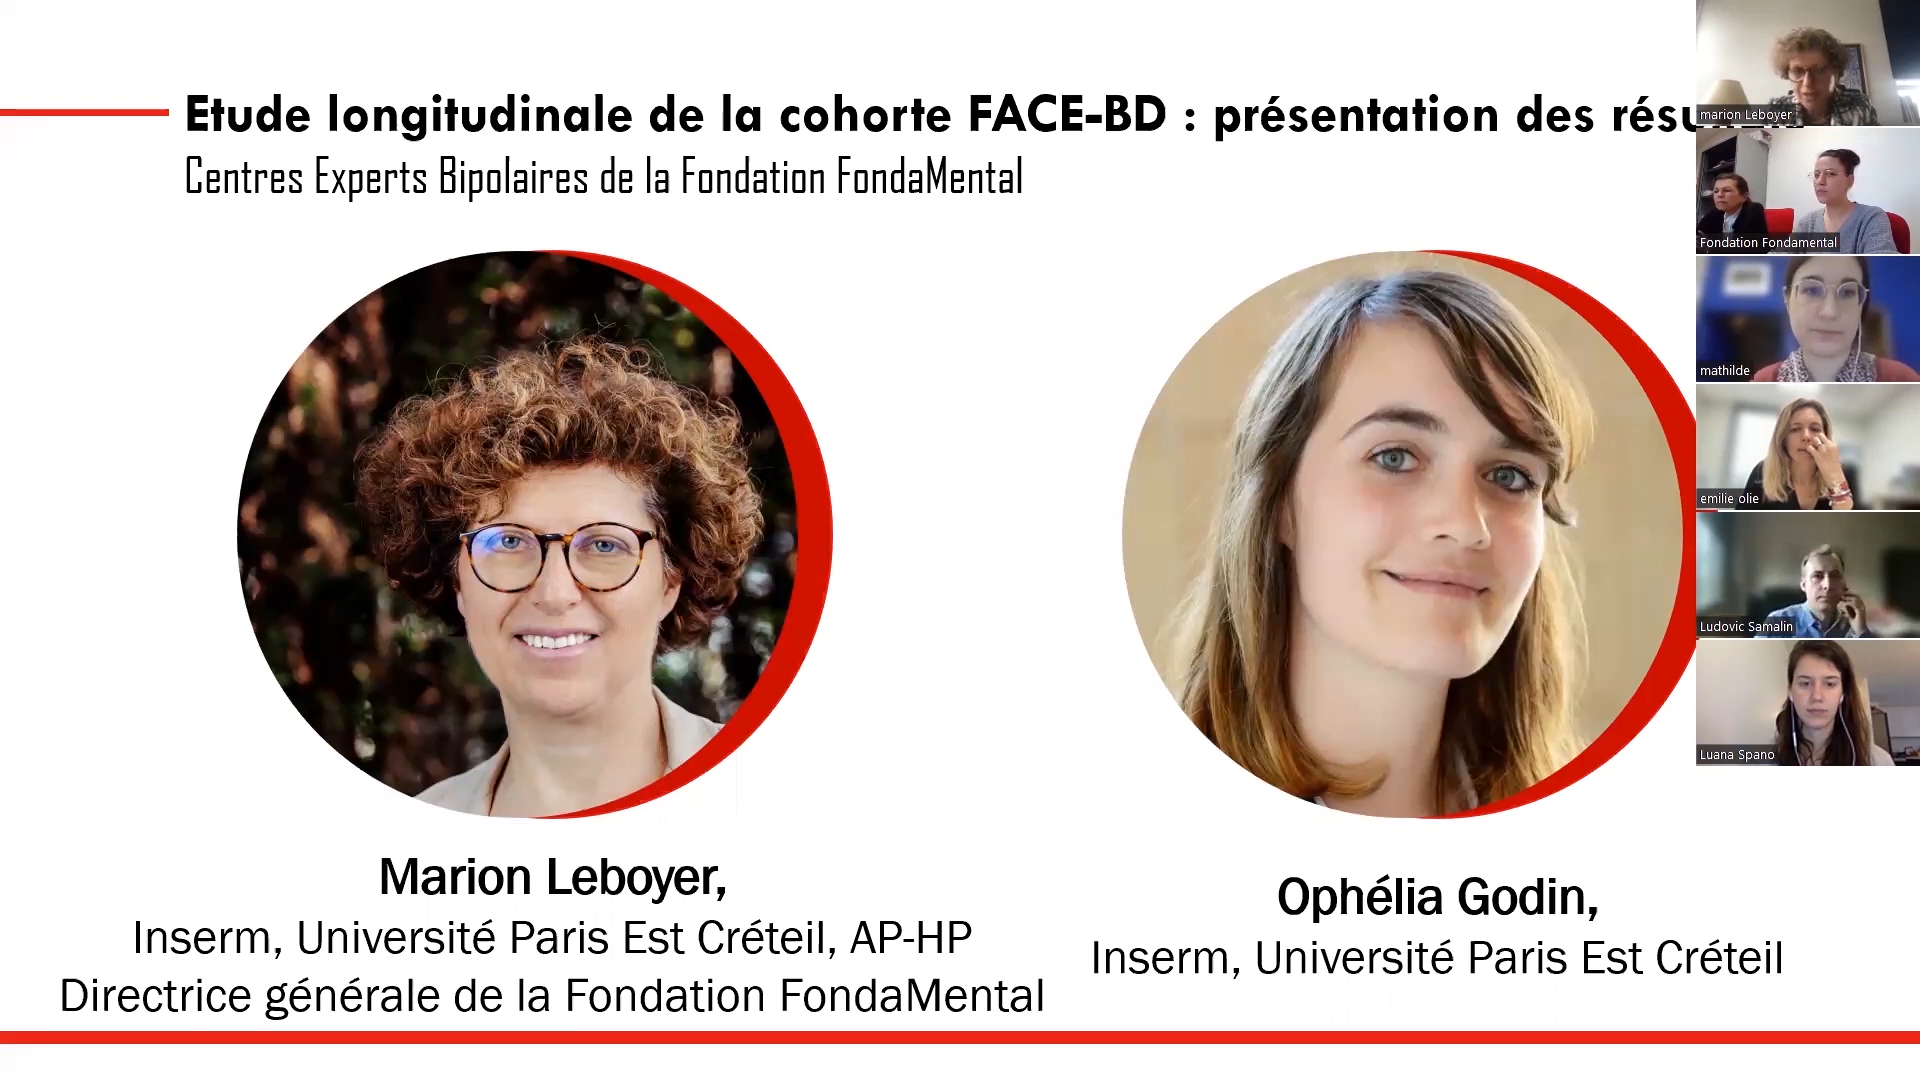 Etude longitudinale de la cohorte FACE-BD : présentation des
Centres Experts Bipolaires de la Fondation FondaMental
marion Leboyer
Fondation Fondamental
mathilde
emilie olie
Ludovic Samalin
Luana Spano
Marion Leboyer,
Inserm, Université Paris Est Créteil, AP-HP
Directrice générale de la Fondation FondaMental
Ophélia Godin,
Inserm, Université Paris Est Créteil